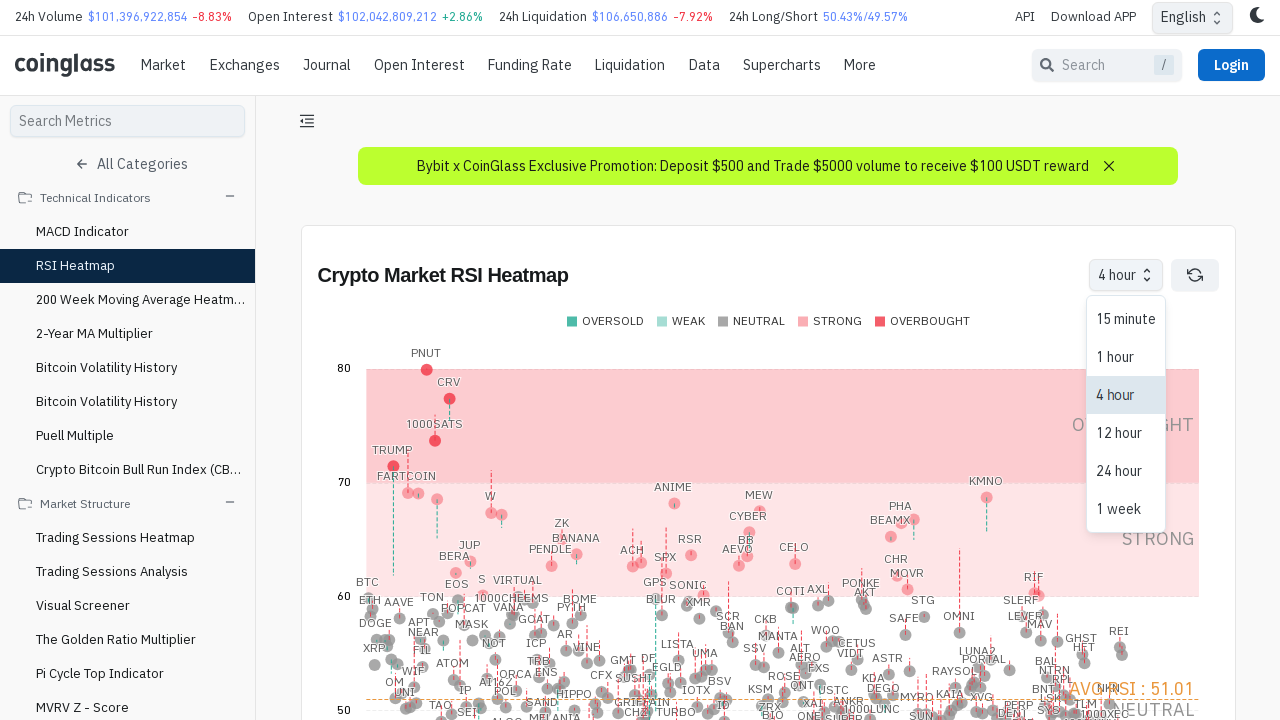 24h Volume $101,396,922,854 -8.83% Open Interest $102,042,809,212 +2.86% 24h Liquidation $106,650,886 -7.92% 24h Long/Short 50.43%/49.57% API Download APP English
coinglass Market Exchanges Journal Open Interest Funding Rate Liquidation Data Supercharts More Search / Login
Search Metrics
All Categories
Technical Indicators
MACD Indicator
RSI Heatmap
200 Week Moving Average Heatm...
2-Year MA Multiplier
Bitcoin Volatility History
Bitcoin Volatility History
Puell Multiple
Crypto Bitcoin Bull Run Index (CB...
Market Structure
Trading Sessions Heatmap
Trading Sessions Analysis
Visual Screener
The Golden Ratio Multiplier
Pi Cycle Top Indicator
MVRV Z - Score
Bybit x CoinGlass Exclusive Promotion: Deposit $500 and Trade $5000 volume to receive $100 USDT reward
Crypto Market RSI Heatmap
4 hour
15 minute
1 hour
4 hour
12 hour
24 hour
1 week
OVERSOLD WEAK NEUTRAL STRONG OVERBOUGHT
80
PNUT
CRV
1000SATS
TRUMP
70
FARTCOIN
KMNO
ANIME
W
MEW
PHA
CYBER
BEAMX
ZK
BANANA
STRONG
RSR
BB
JUP
PENDLE
ACH
AEVO
CELO
BERA
SPX
CHR
MOVR
RIF
60
BTC
EOS
S
VIRTUAL
GPS
SONIC
COTI
AXL
PONKE
AKT
ETH
AAVE
TON
1000CHEEMS
BOME
BLUR
XMR
STG
SLERF
POPCAT
VANA
PYTH
DOGE
APT
MASK
GOAT
SCR
BAN
CKB
SAFE
OMNI
LEVER
MAV
NEAR
AR
MANTA
WOO
REI
XRP
FIL
NOT
ICP
VINE
LISTA
SSV
ALT
CETUS
GHST
HFT
ATOM
TRB
GMT
DF
UMA
AERO
VIDT
ASTR
LUNA2
PORTAL
BAL
WIF
ORCA
ENS
CFX
SUSHI
EGLD
FXS
RAYSOL
NTRN
OM
AI16Z
BSV
ROSE
KDA
RPL
UNI
IP
POL
HIPPO
IOTX
KSM
ONT
USTC
DEGO
KAIA
XVG
BNT
NKN
AVG RSI : 51.01
TAO
SEI
SAND
GRIFFAIN
ID
ZRX
XAI
ANKR
MYRO
PERP
ILM
NEUTRAL
MELANIA
CHZ
TURBO
BIO
ONE
SUPER
1000LUNC
SUN
DEN
SYS
1000XEC